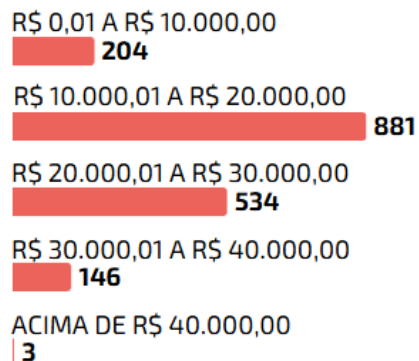 R$ 0,01 A R$ 10.000,00
204
R$ 10.000,01 A R$ 20.000,00
881
R$ 20.000,01 A R$ 30.000,00
534
R$ 30.000,01 A R$ 40.000,00
146
ACIMA DE R$ 40.000,00
3